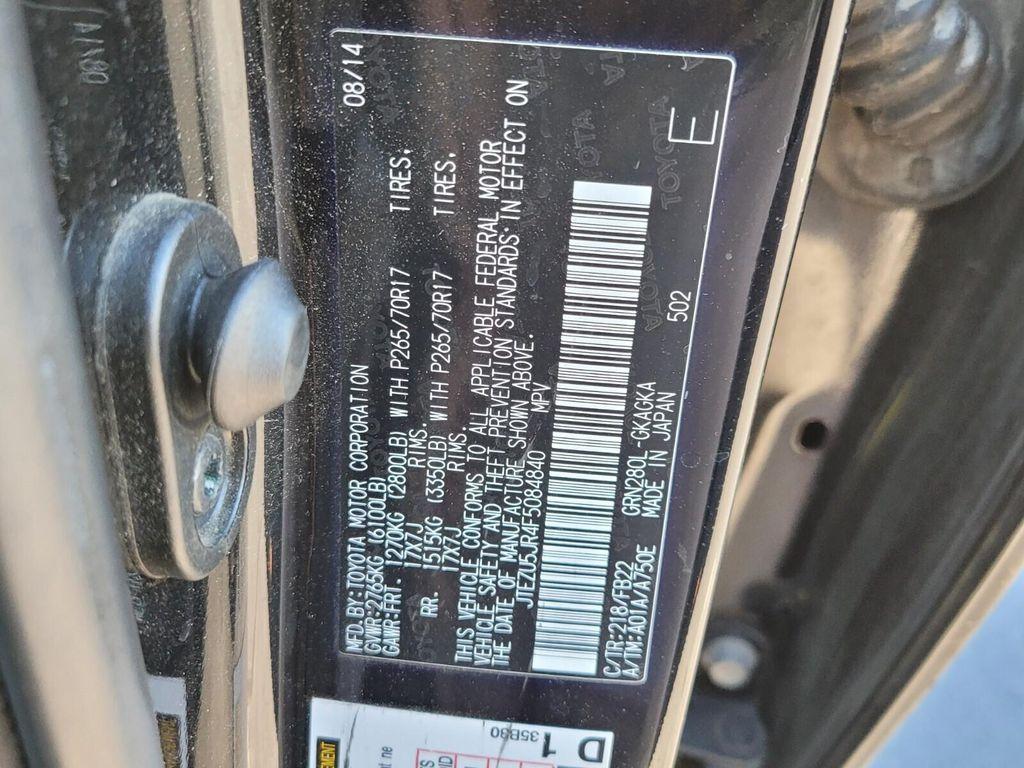 MFD.BY:TOYOTA MOTOR CORPORATION 08/14
GVWR:2765KG (6100LB)
GAWR:FRT. 1270KG (2800LB) WITH P265/70R17 TIRES,
17X7J RIMS.
RR. 1515KG (3350LB) WITH P265/70R17 TIRES,
17X7J RIMS
THIS VEHICLE CONFORMS TO ALL APPLICABLE FEDERAL MOTOR
VEHICLE SAFETY AND THEFT PREVENTION STANDARDS IN EFFECT ON
THE DATE OF MANUFACTURE SHOWN ABOVE.
JTEZU5JR4F5084840 MPV
C/TR:218/FB22 GRN280L-GKAGKA 502
A/TM:A01A/A750E MADE IN JAPAN
E
TOYOTA
TOYOTA
D 1
35B80